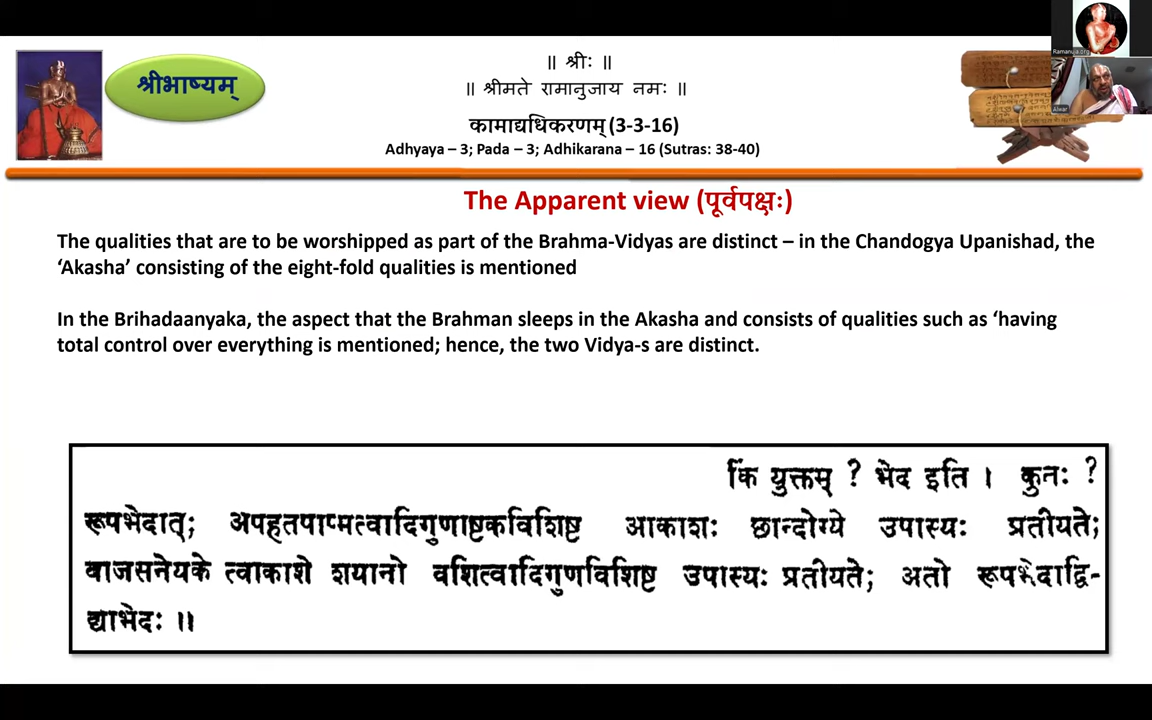 ॥ श्रीः ॥
श्रीभाष्यम्
॥ श्रीमते रामानुजाय नमः ॥
कामाद्यधिकरणम् (3-3-16)
Adhyaya – 3; Pada – 3; Adhikarana – 16 (Sutras: 38-40)
Ramanuja.org
Alwar
The Apparent view (पूर्वपक्षः)
The qualities that are to be worshipped as part of the Brahma-Vidyas are distinct – in the Chandogya Upanishad, the
‘Akasha’ consisting of the eight-fold qualities is mentioned
In the Brihadaanyaka, the aspect that the Brahman sleeps in the Akasha and consists of qualities such as ‘having
total control over everything is mentioned; hence, the two Vidya-s are distinct.
किं युक्तम् ? भेद इति । कुतः ?
रूपभेदात्; अपहतपाप्मत्वादिगुणाष्टकविशिष्ट आकाशः छान्दोग्ये उपास्यः प्रतीयते;
वाजसनेयके त्वाकाशे शयानो वशित्वादिगुणविशिष्ट उपास्यः प्रतीयते; अतो रूपभेदाद्वि-
द्याभेदः ॥